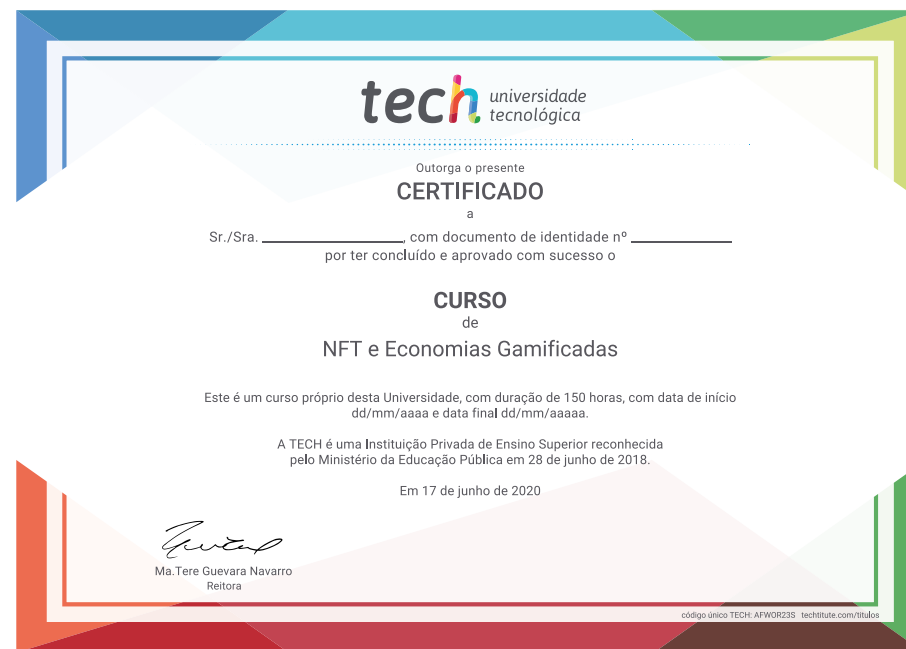 tech universidade
tecnológica
Outorga o presente
CERTIFICADO
a
Sr./Sra. ____________________, com documento de identidade nº ______________
por ter concluído e aprovado com sucesso o
CURSO
de
NFT e Economias Gamificadas
Este é um curso próprio desta Universidade, com duração de 150 horas, com data de início
dd/mm/aaaa e data final dd/mm/aaaaa.
A TECH é uma Instituição Privada de Ensino Superior reconhecida
pelo Ministério da Educação Pública em 28 de junho de 2018.
Em 17 de junho de 2020
Ma.Tere Guevara Navarro
Reitora
código único TECH: AFWOR23S techtitute.com/titulos